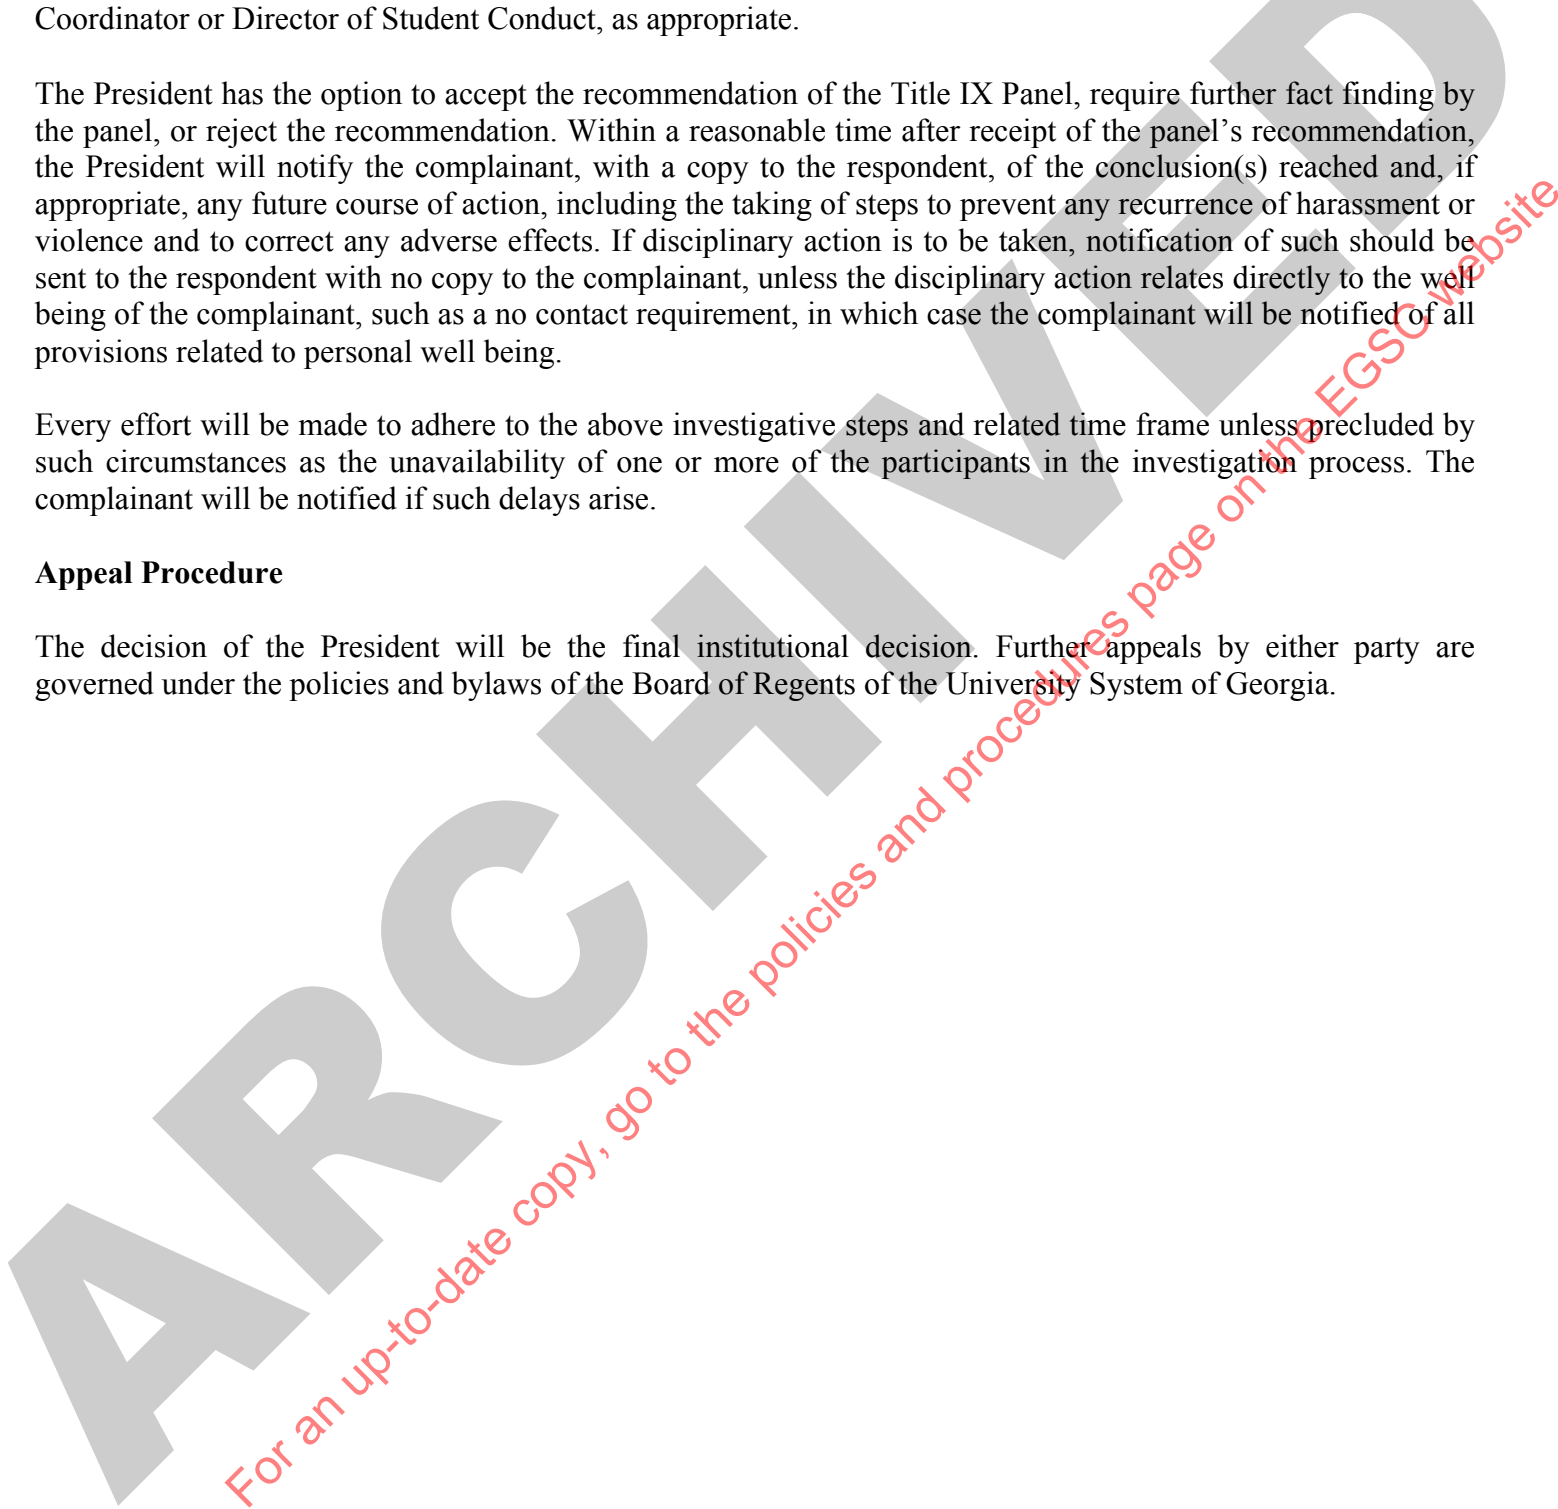 Coordinator or Director of Student Conduct, as appropriate.
The President has the option to accept the recommendation of the Title IX Panel, require further fact finding by
the panel, or reject the recommendation. Within a reasonable time after receipt of the panel’s recommendation,
the President will notify the complainant, with a copy to the respondent, of the conclusion(s) reached and, if
appropriate, any future course of action, including the taking of steps to prevent any recurrence of harassment or
violence and to correct any adverse effects. If disciplinary action is to be taken, notification of such should be
sent to the respondent with no copy to the complainant, unless the disciplinary action relates directly to the well
being of the complainant, such as a no contact requirement, in which case the complainant will be notified of all
provisions related to personal well being.
Every effort will be made to adhere to the above investigative steps and related time frame unless precluded by
such circumstances as the unavailability of one or more of the participants in the investigation process. The
complainant will be notified if such delays arise.
Appeal Procedure
The decision of the President will be the final institutional decision. Further appeals by either party are
governed under the policies and bylaws of the Board of Regents of the University System of Georgia.
ARCHIVED
For an up-to-date copy, go to the policies and procedures page on the EGSC website